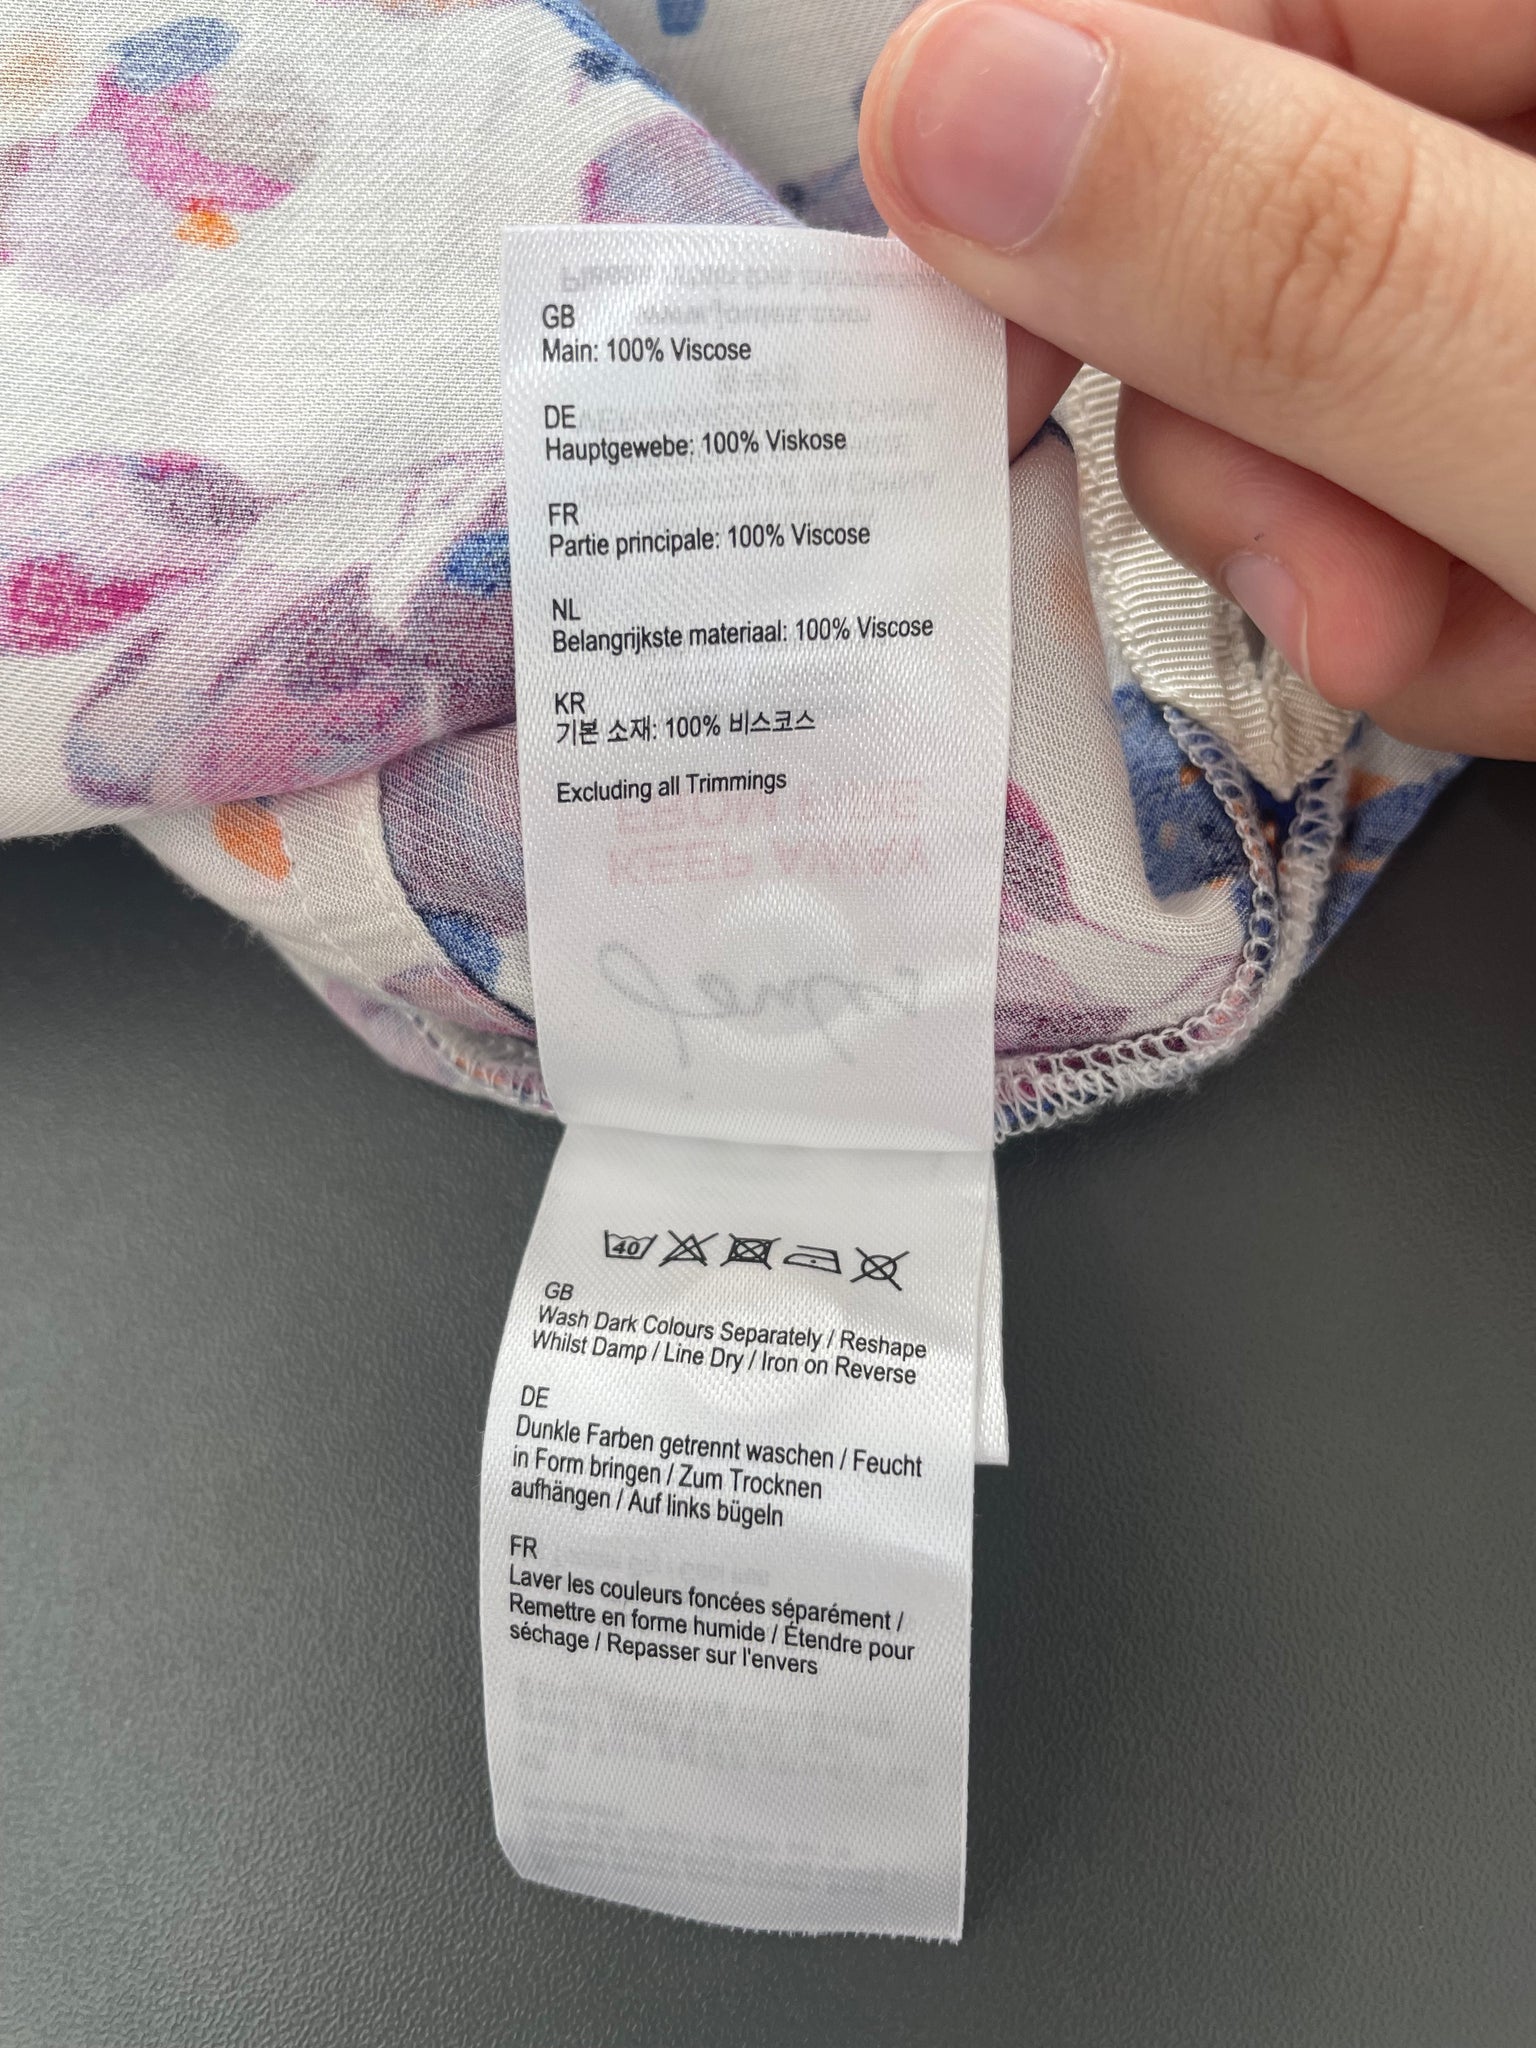 GB
Main: 100% Viscose
DE
Hauptgewebe: 100% Viskose
FR
Partie principale: 100% Viscose
NL
Belangrijkste materiaal: 100% Viscose
KR
기본 소재: 100% 비스코스
Excluding all Trimmings
KEEP AWAY
40
GB
Wash Dark Colours Separately / Reshape
Whilst Damp / Line Dry / Iron on Reverse
DE
Dunkle Farben getrennt waschen / Feucht
in Form bringen / Zum Trocknen
aufhängen / Auf links bügeln
FR
Laver les couleurs foncées séparément /
Remettre en forme humide / Étendre pour
séchage / Repasser sur l'envers